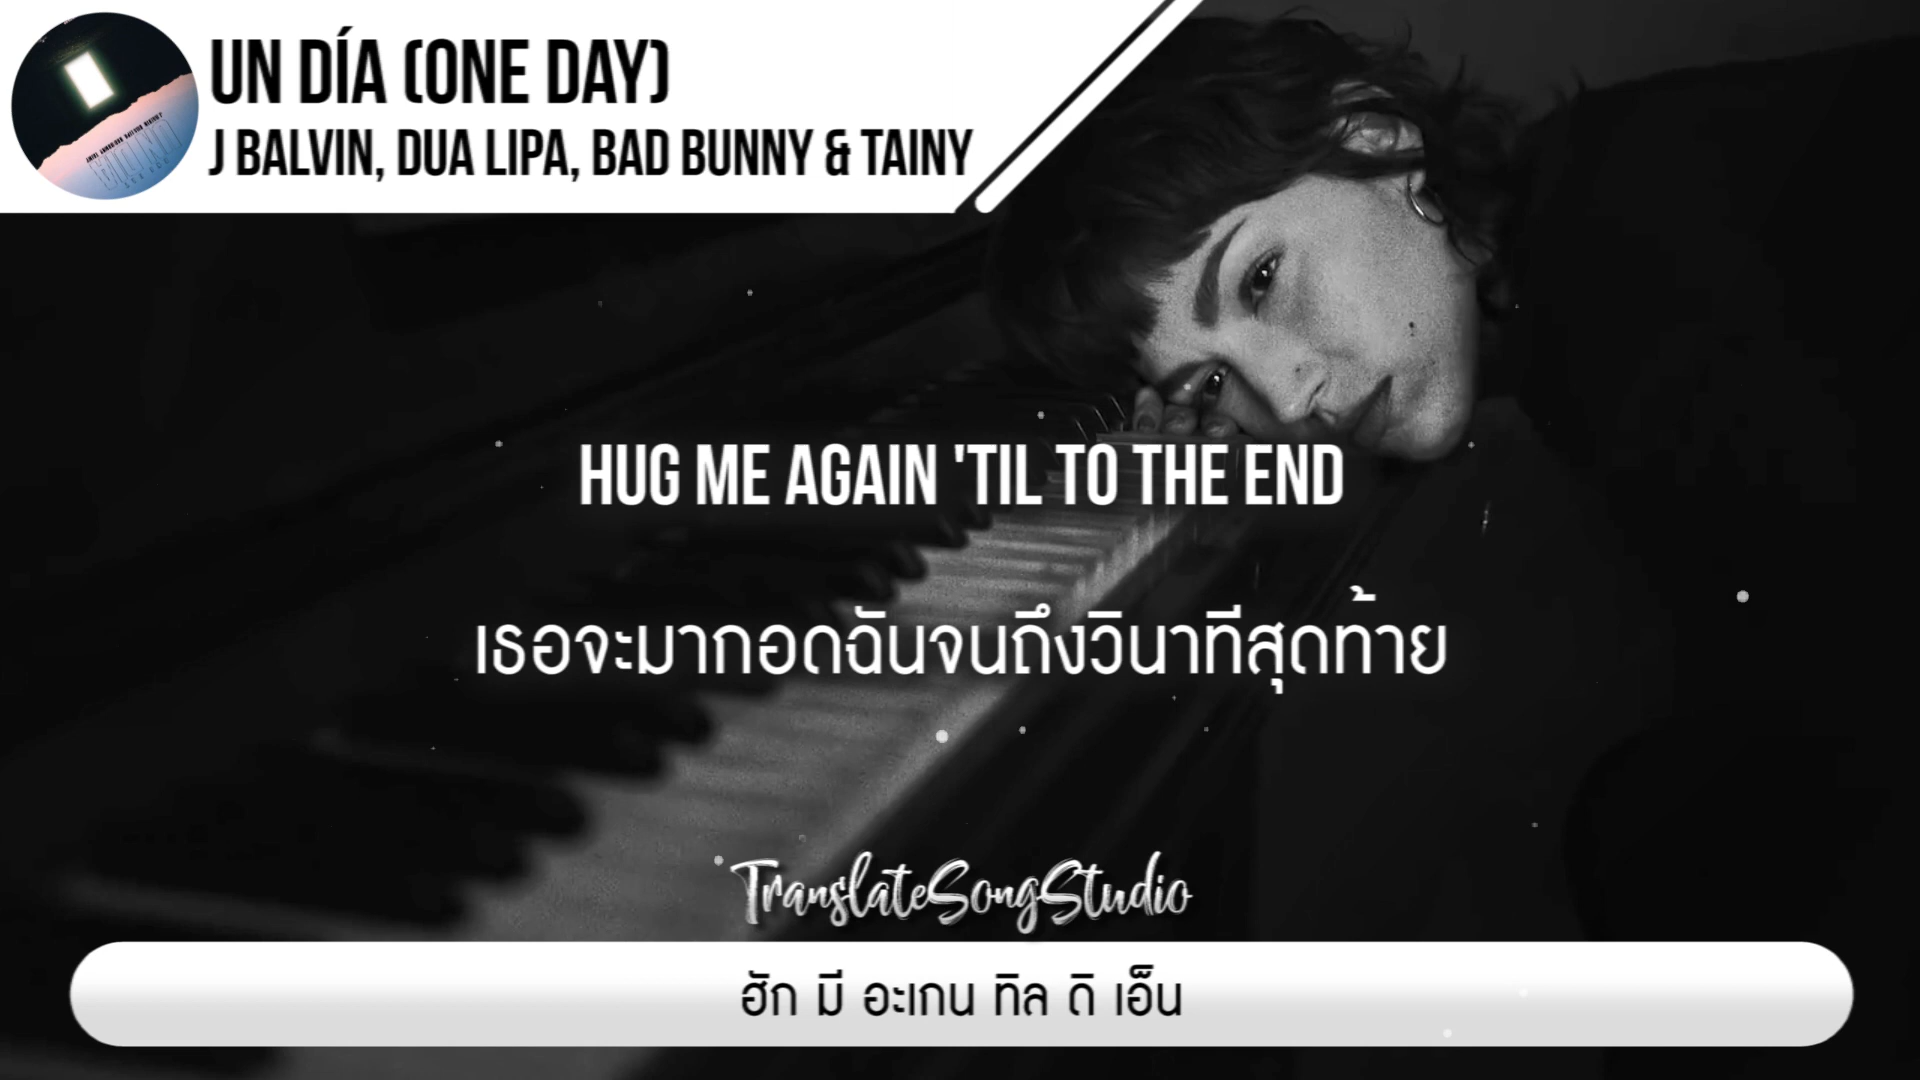 UN DÍA (ONE DAY)
J BALVIN, DUA LIPA, BAD BUNNY & TAINY
HUG ME AGAIN 'TIL TO THE END
เธอจะมากอดฉันจนถึงวินาทีสุดท้าย
TranslateSongStudio
ฮัก มี อะเกน ทิล ดิ เอ็น